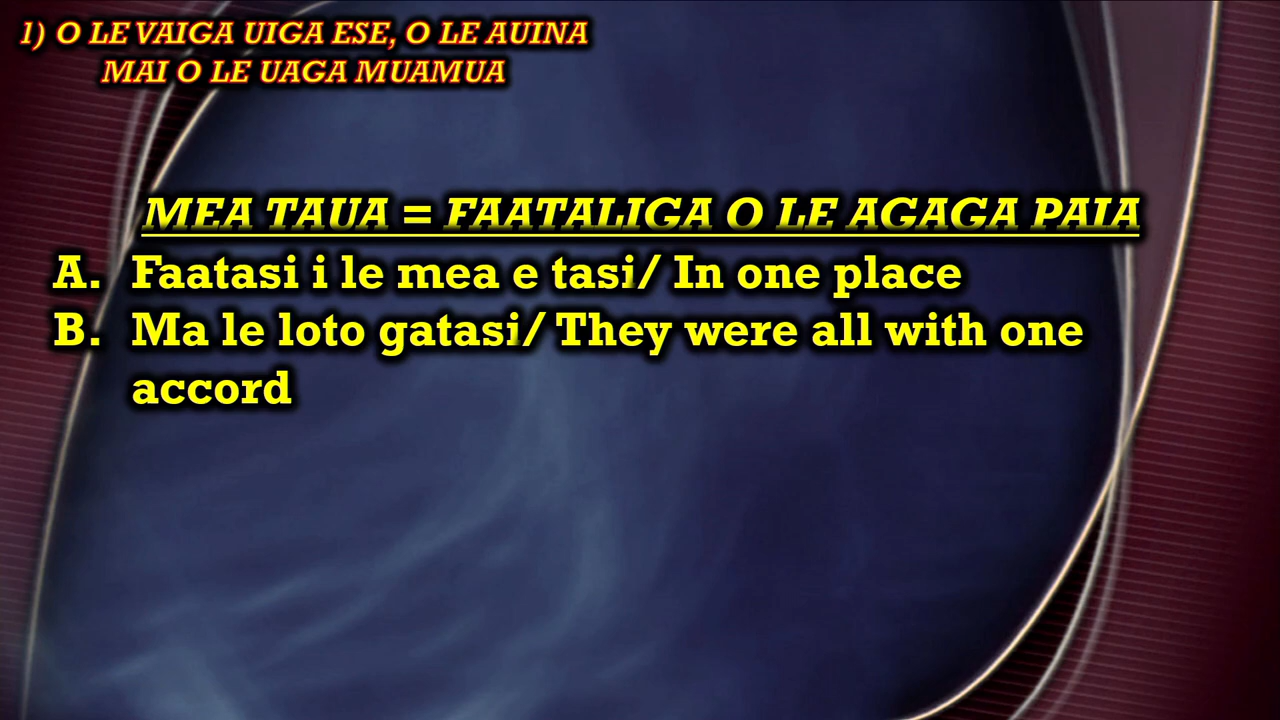 1) O LE VAIGA UIGA ESE, O LE AUINA
MAI O LE UAGA MUAMUA
MEA TAUA = FAATALIGA O LE AGAGA PAIA
A. Faatasi i le mea e tasi/ In one place
B. Ma le loto gatasi/ They were all with one
accord